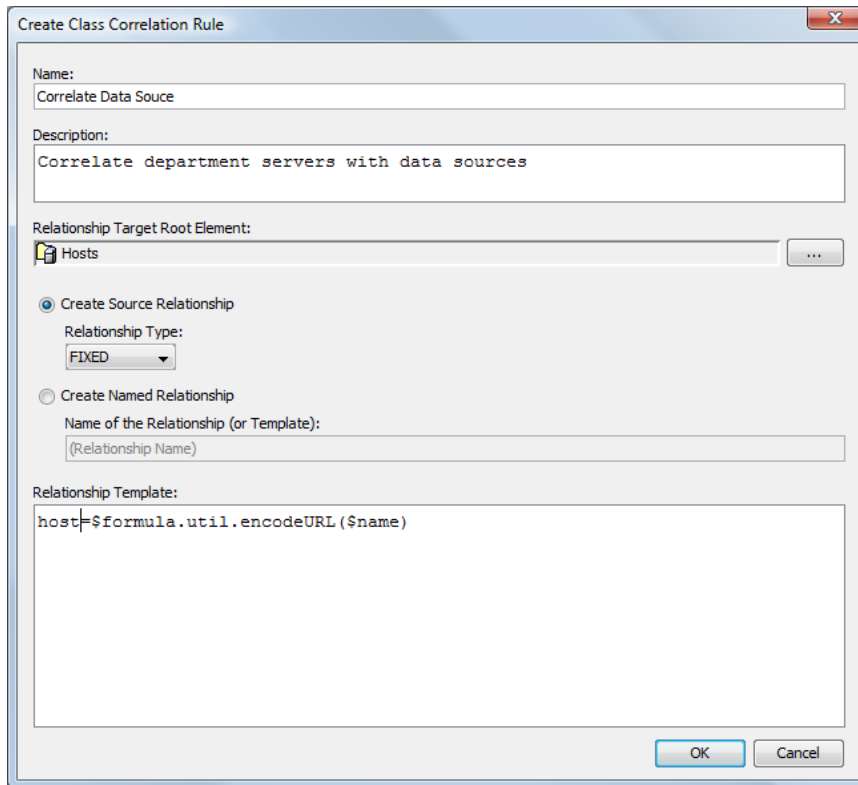 Create Class Correlation Rule
Name:
Correlate Data Souce
Description:
Correlate department servers with data sources
Relationship Target Root Element:
Hosts
...
Create Source Relationship
Relationship Type:
FIXED
Create Named Relationship
Name of the Relationship (or Template):
(Relationship Name)
Relationship Template:
host=$formula.util.encodeURL($name)
OK Cancel